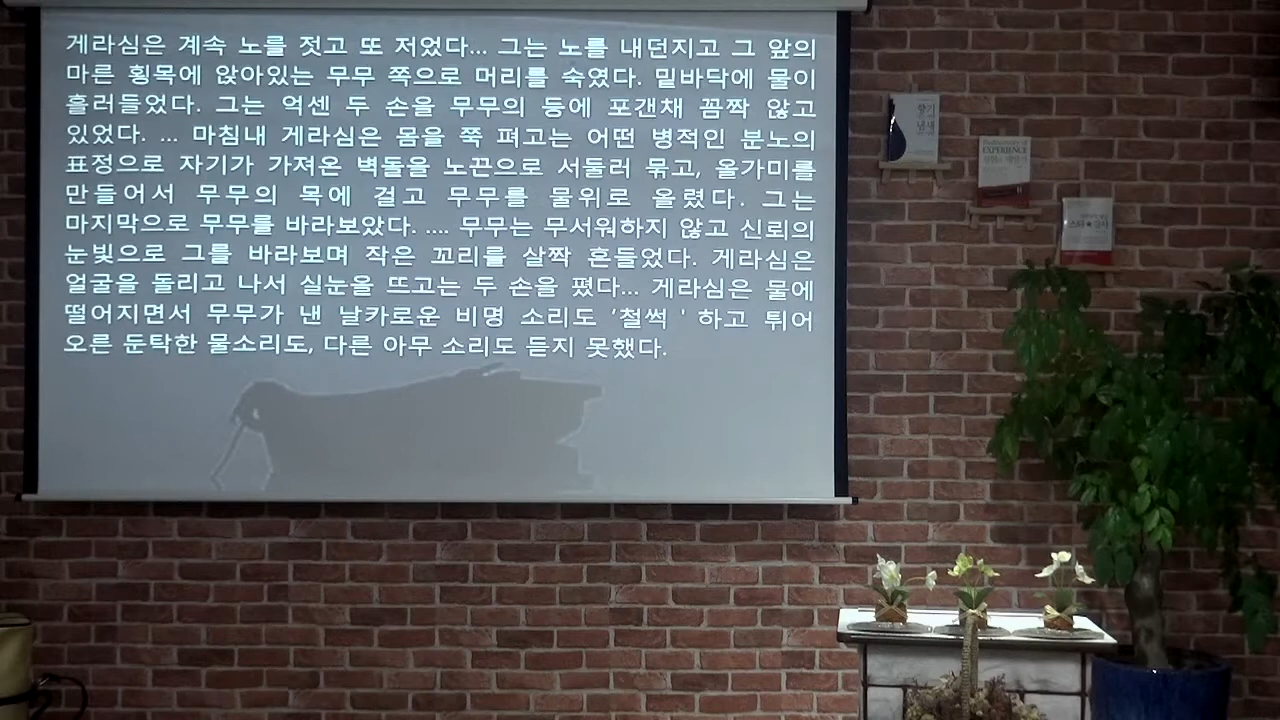 게라심은 계속 노를 젓고 또 저었다... 그는 노를 내던지고 그 앞의
마른 횡목에 앉아있는 무무 쪽으로 머리를 숙였다. 밑바닥에 물이
흘러들었다. 그는 억센 두 손을 무무의 등에 포갠채 꼼짝 않고
있었다. ... 마침내 게라심은 몸을 쭉 펴고는 어떤 병적인 분노의
표정으로 자기가 가져온 벽돌을 노끈으로 서둘러 묶고, 올가미를
만들어서 무무의 목에 걸고 무무를 물위로 올렸다. 그는
마지막으로 무무를 바라보았다. .... 무무는 무서워하지 않고 신뢰의
눈빛으로 그를 바라보며 작은 꼬리를 살짝 흔들었다. 게라심은
얼굴을 돌리고 나서 실눈을 뜨고는 두 손을 폈다... 게라심은 물에
떨어지면서 무무가 낸 날카로운 비명 소리도 '철썩 ' 하고 튀어
오른 둔탁한 물소리도, 다른 아무 소리도 듣지 못했다.
향기
냄새
EXPERIENCE